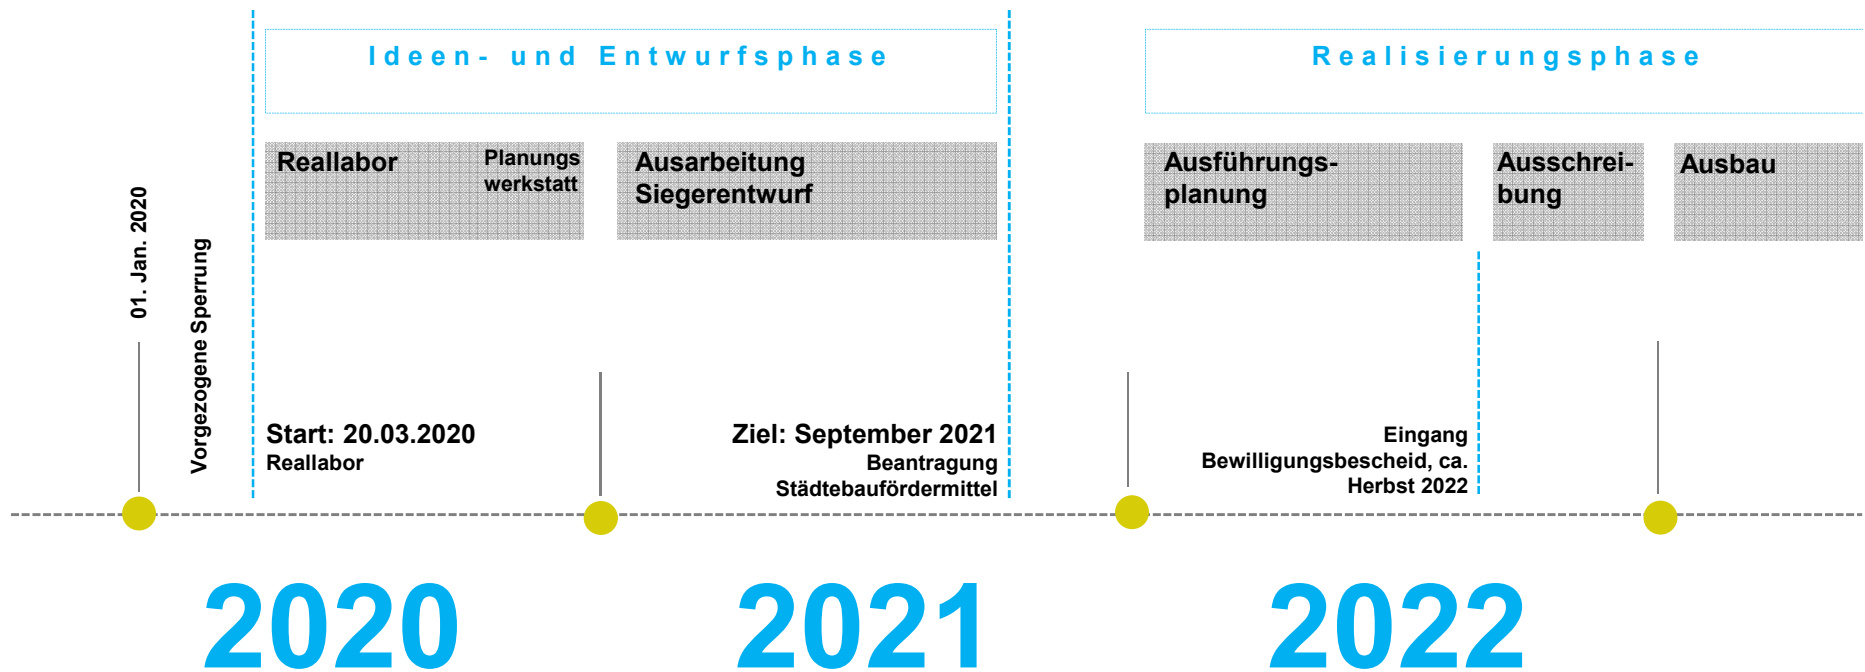 Ideen- und Entwurfsphase
Realisierungsphase
Reallabor
Planungs
werkstatt
Ausarbeitung
Siegerentwurf
Ausführungs-
planung
Ausschrei-
bung
Ausbau
01. Jan. 2020
Vorgezogene Sperrung
Start: 20.03.2020
Reallabor
Ziel: September 2021
Beantragung
Städtebaufördermittel
Eingang
Bewilligungsbescheid, ca.
Herbst 2022
2020
2021
2022